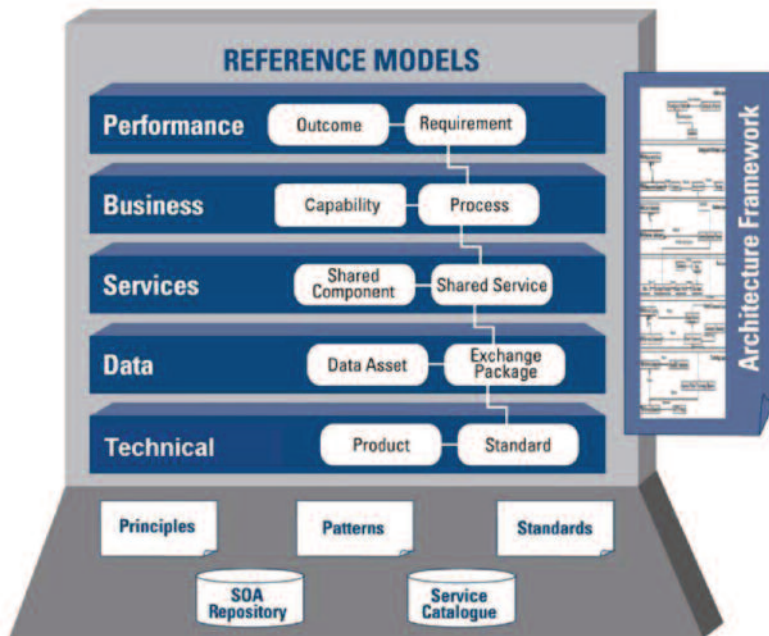 REFERENCE MODELS
Performance
Outcome
Requirement
Business
Capability
Process
Services
Shared
Component
Shared Service
Data
Data Asset
Exchange
Package
Technical
Product
Standard
Architecture Framework
Principles
Patterns
Standards
SOA
Repository
Service
Catalogue